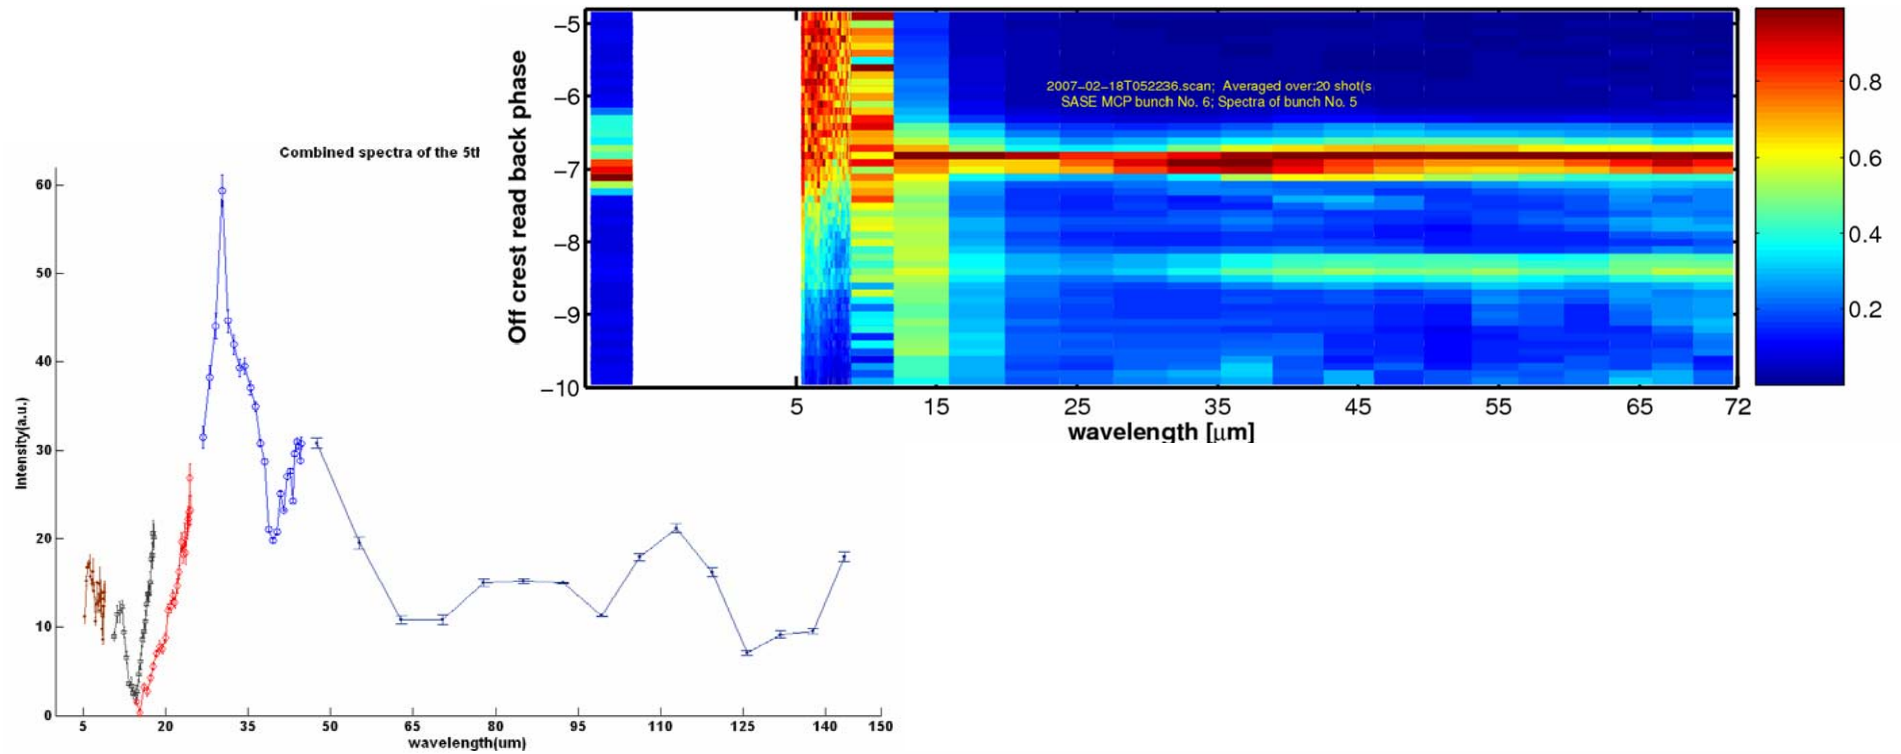 Combined spectra of the 5th
Intensity(a.u.)
60
50
40
30
20
10
0
5 20 35 50 65 80 95 110 125 140 150
wavelength(um)
Off crest read back phase
−5
−6
−7
−8
−9
−10
2007−02−18T052236.scan; Averaged over:20 shot(s
SASE MCP bunch No. 6; Spectra of bunch No. 5
5 15 25 35 45 55 65 72
wavelength [μm]
0.8
0.6
0.4
0.2